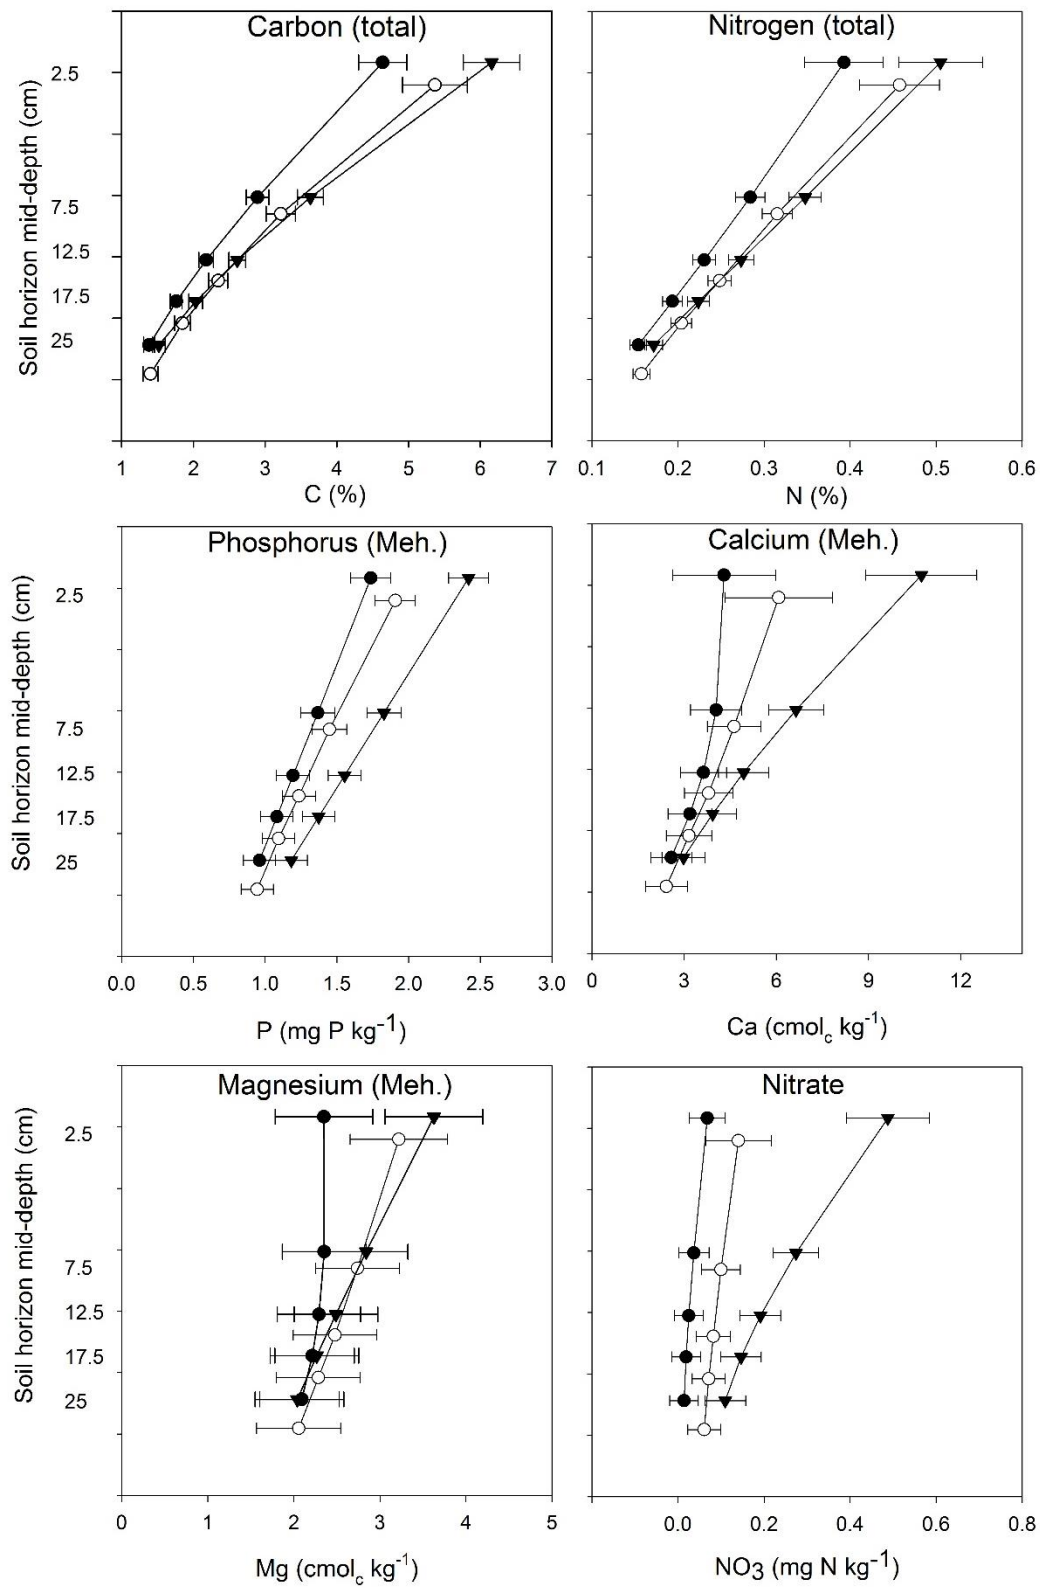 Carbon (total)
Soil horizon mid-depth (cm)
2.5
7.5
12.5
17.5
25
1 2 3 4 5 6 7
C (%)
Nitrogen (total)
0.1 0.2 0.3 0.4 0.5 0.6
N (%)
Phosphorus (Meh.)
Soil horizon mid-depth (cm)
2.5
7.5
12.5
17.5
25
0.0 1.0 1.5 2.0 2.5 3.0
P (mg P kg⁻¹)
Calcium (Meh.)
0 3 6 9 12
Ca (cmol꜀ kg⁻¹)
Magnesium (Meh.)
Soil horizon mid-depth (cm)
2.5
7.5
12.5
17.5
25
0 1 2 3 4 5
Mg (cmol꜀ kg⁻¹)
Nitrate
0.0 0.2 0.4 0.6 0.8
NO₃ (mg N kg⁻¹)